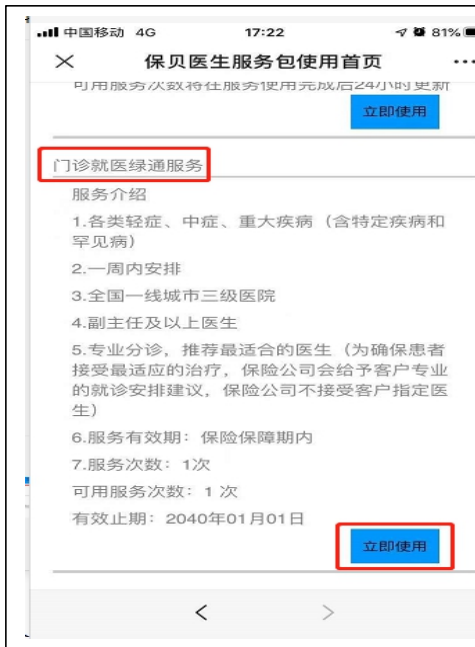 中国移动 4G 17:22 81%
保贝医生服务包使用首页
可用服务次数将在服务使用完成后24小时更新
立即使用
门诊就医绿通服务
服务介绍
1.各类轻症、中症、重大疾病（含特定疾病和
罕见病）
2.一周内安排
3.全国一线城市三级医院
4.副主任及以上医生
5.专业分诊，推荐最适合的医生（为确保患者
接受最适应的治疗，保险公司会给予客户专业
的就诊安排建议，保险公司不接受客户指定医
生）
6.服务有效期：保险保障期内
7.服务次数：1次
可用服务次数：1 次
有效止期：2040年01月01日
立即使用